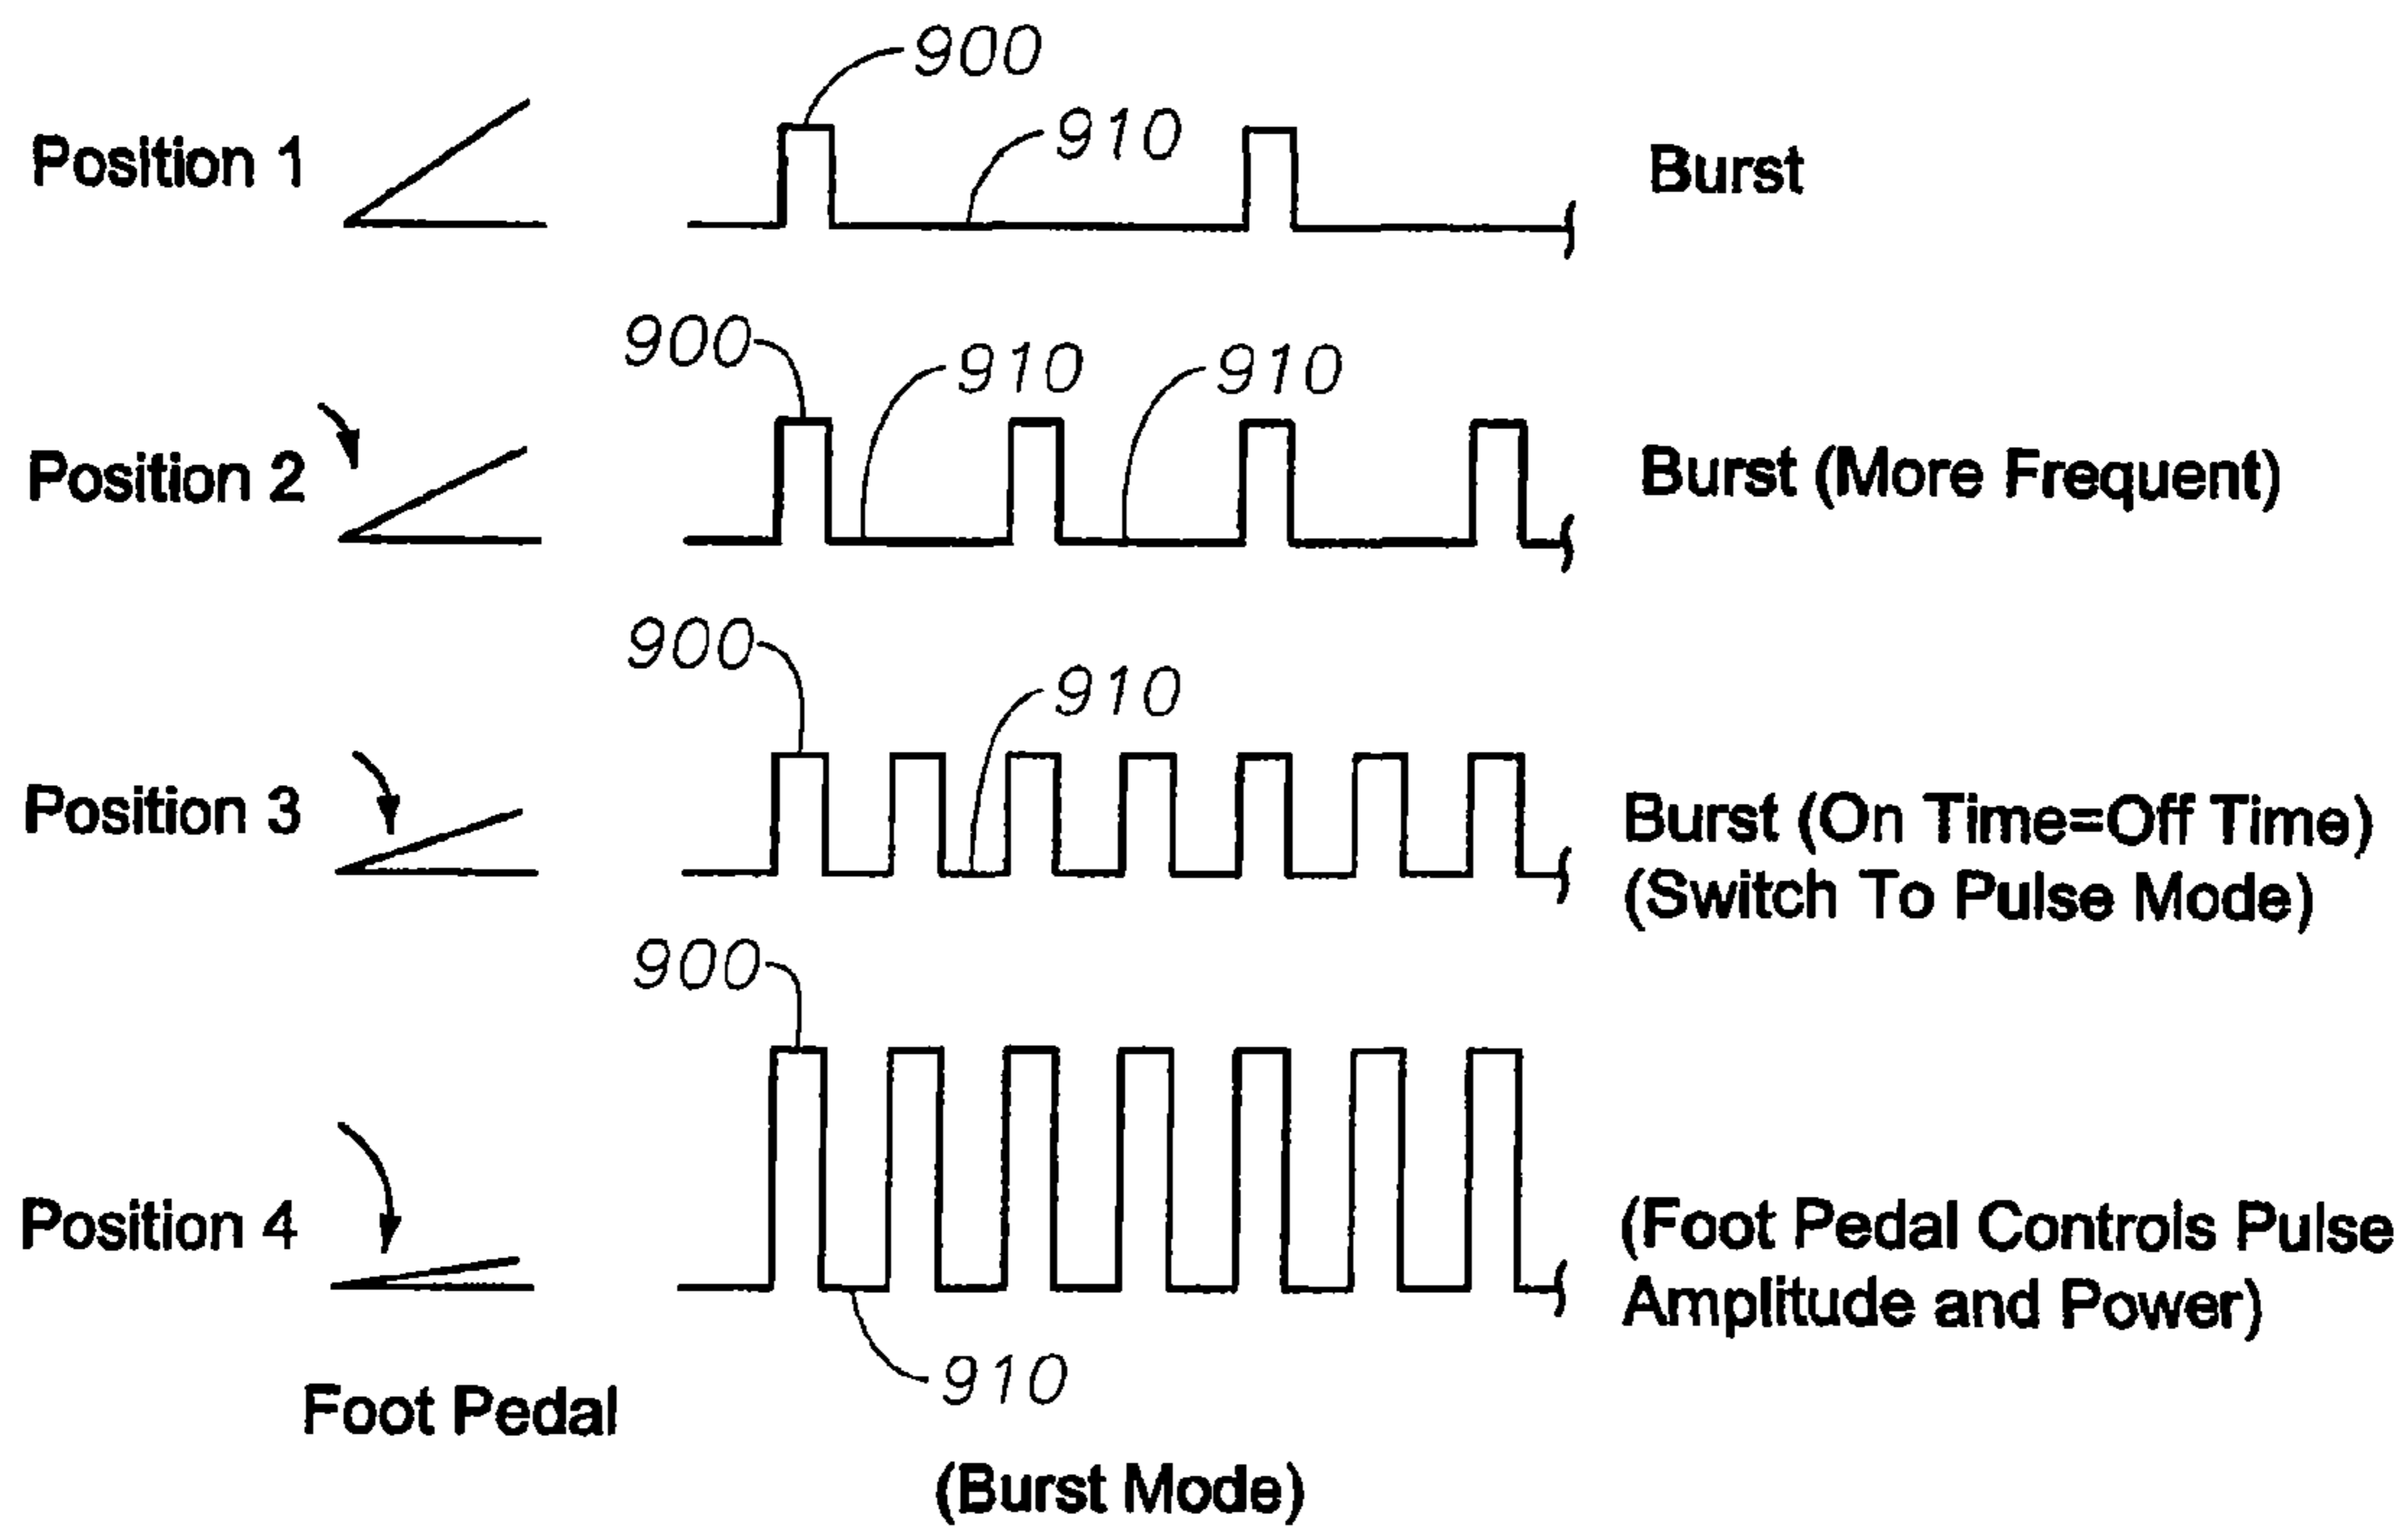 900
910
Position 1
Burst
900
910
910
Position 2
Burst (More Frequent)
900
910
Position 3
Burst (On Time=Off Time)
(Switch To Pulse Mode)
900
Position 4
(Foot Pedal Controls Pulse
Amplitude and Power)
910
Foot Pedal
(Burst Mode)